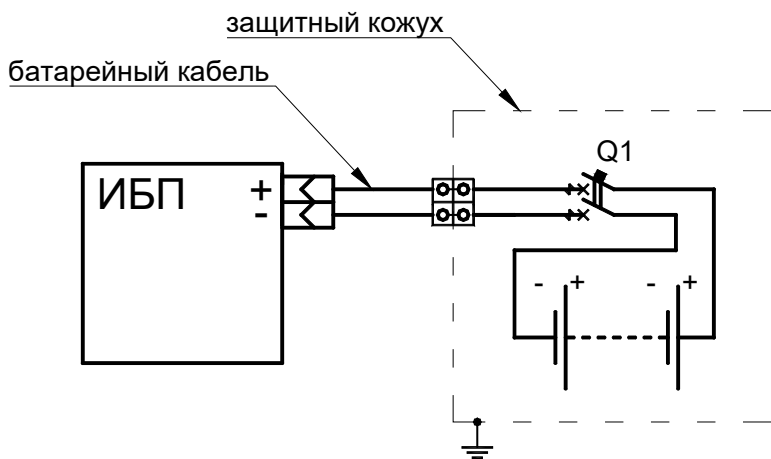 защитный кожух
батарейный кабель
Q1
ИБП +
-
- + - +